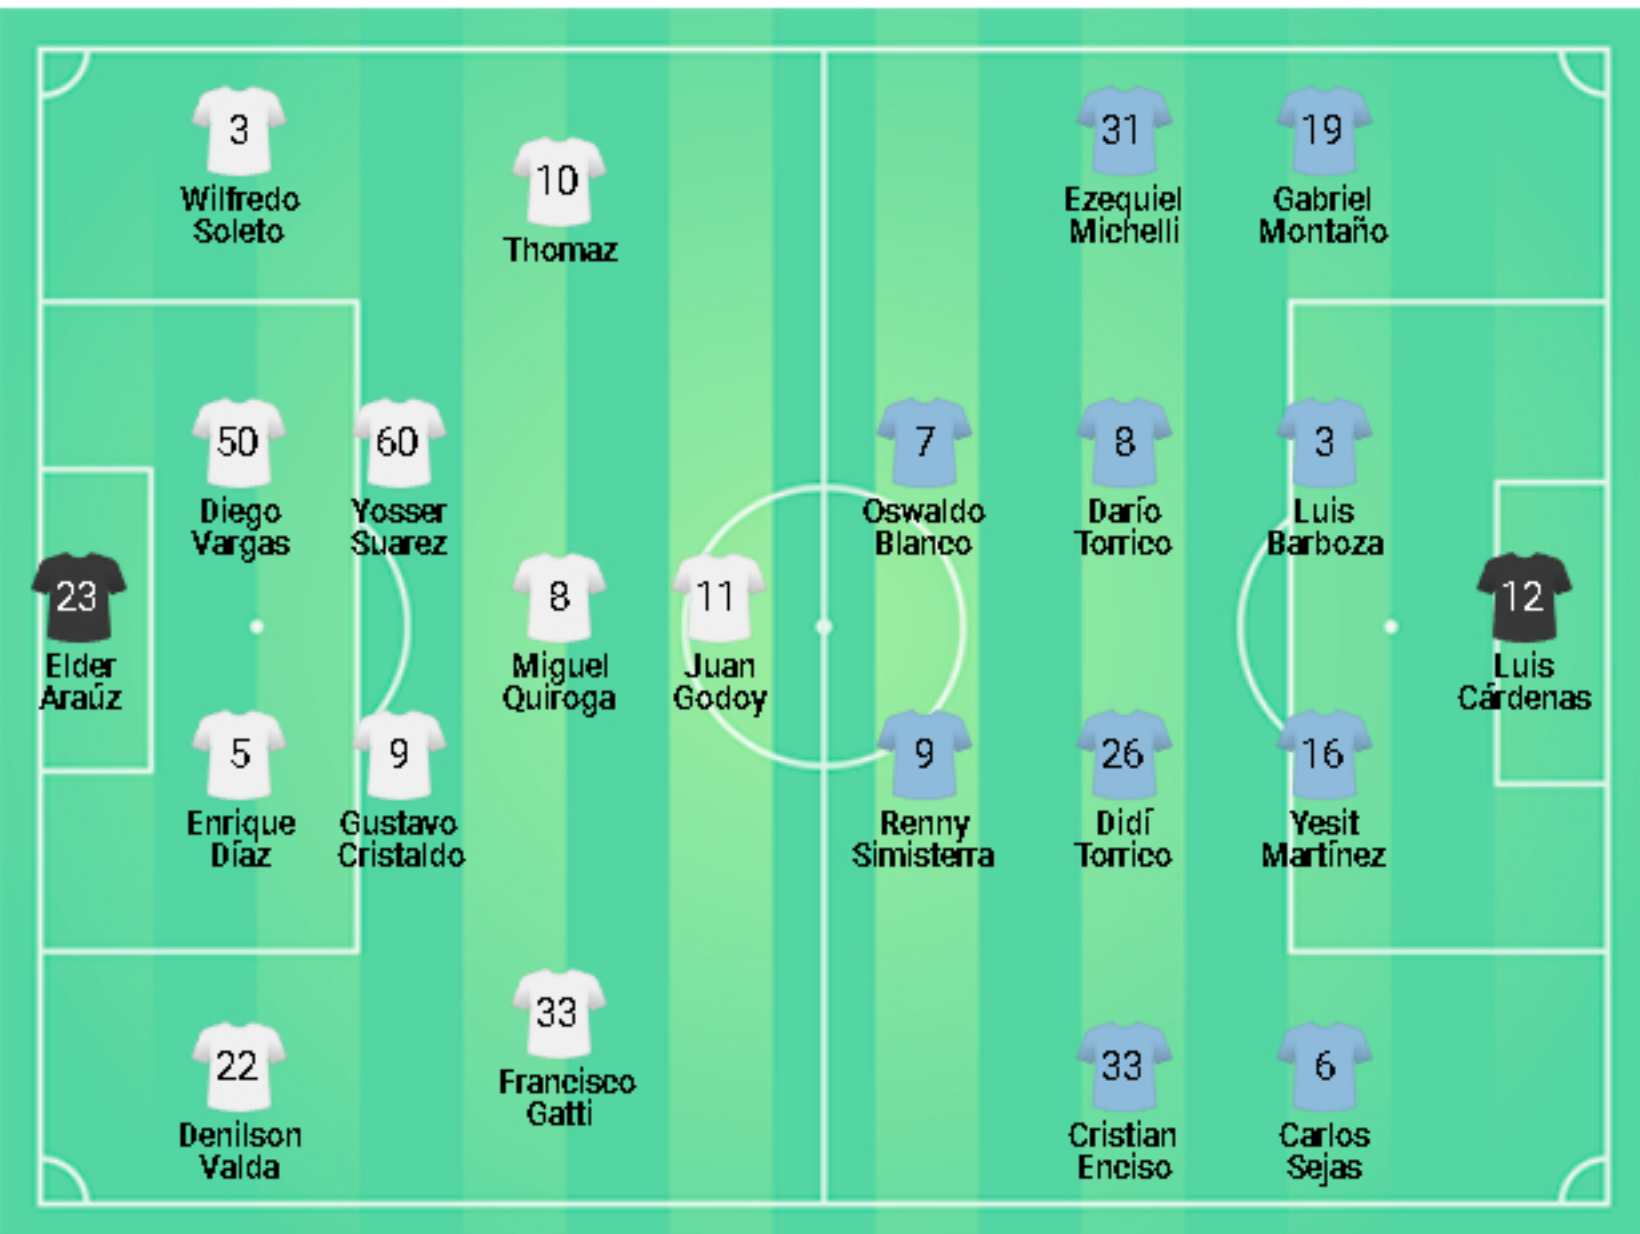 3
Wilfredo
Soleto
10
Thomaz
31
Ezequiel
Michelli
19
Gabriel
Montaño
50
Diego
Vargas
60
Yosser
Suarez
7
Oswaldo
Blanco
8
Darío
Torrico
3
Luis
Barboza
23
Elder
Araúz
8
Miguel
Quiroga
11
Juan
Godoy
12
Luis
Cárdenas
5
Enrique
Díaz
9
Gustavo
Cristaldo
9
Renny
Simisterra
26
Didí
Torrico
16
Yesit
Martínez
22
Denilson
Valda
33
Francisco
Gatti
33
Cristian
Enciso
6
Carlos
Sejas